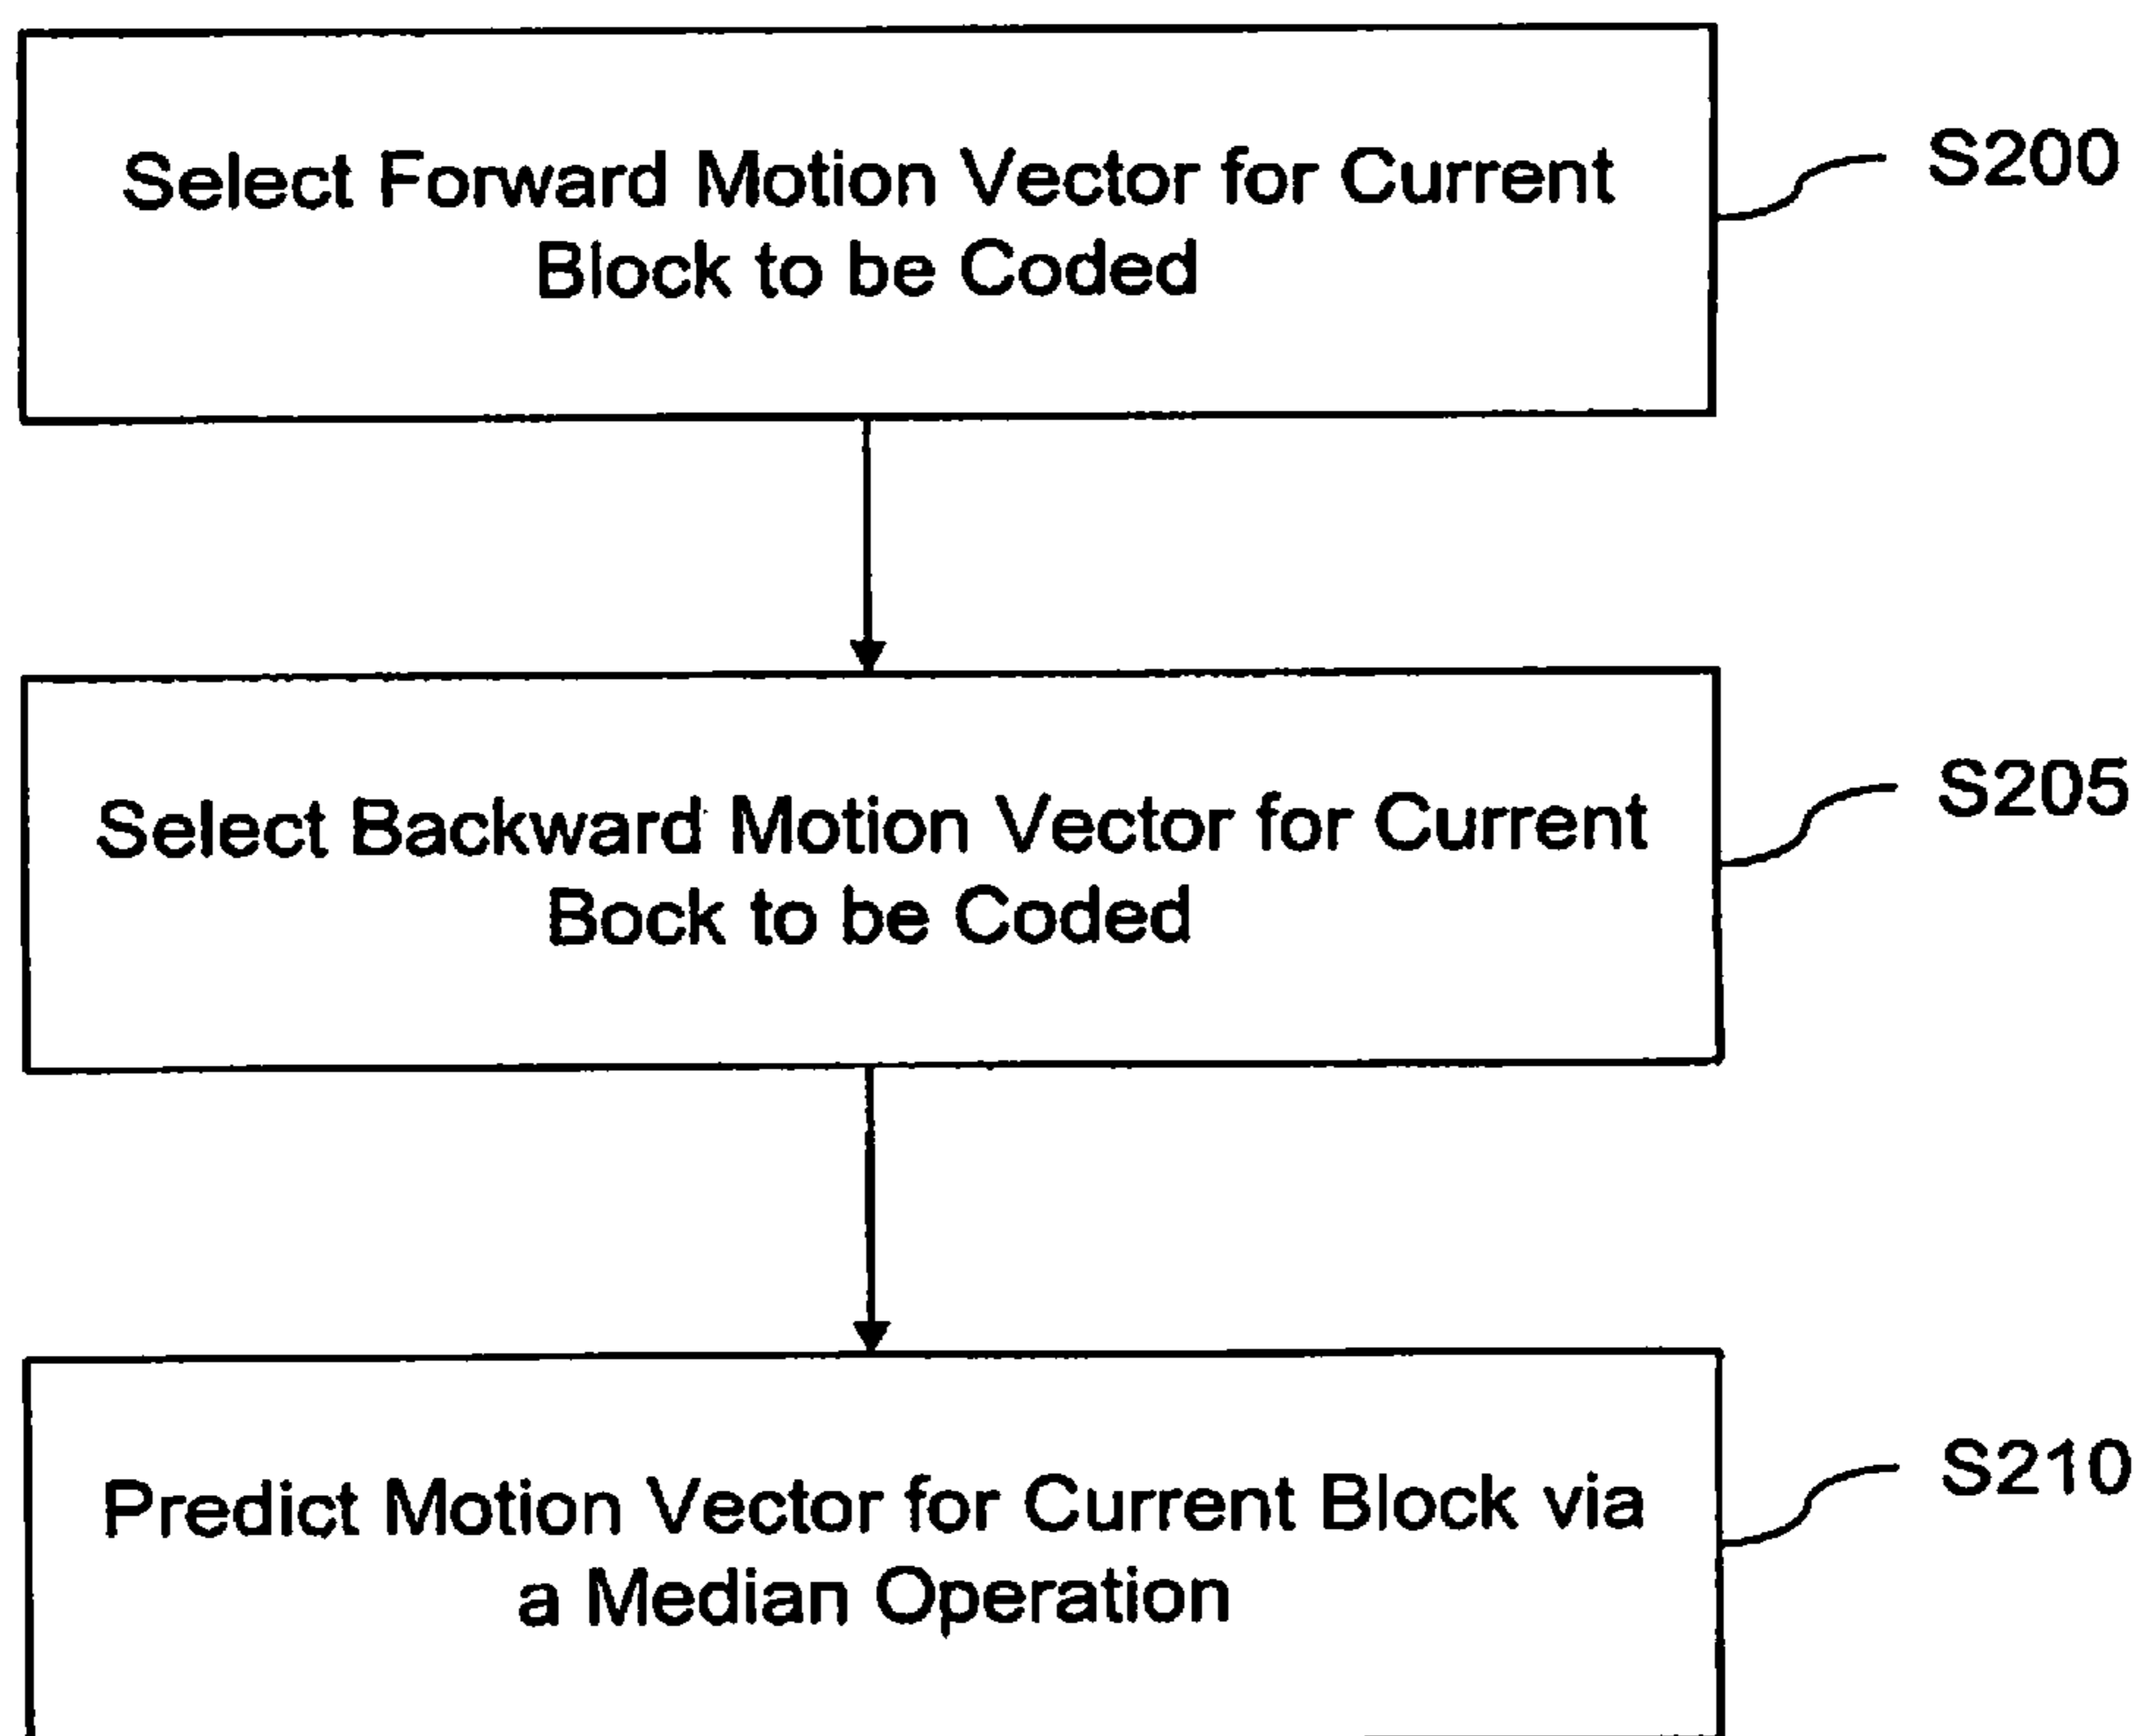 Select Forward Motion Vector for Current
Block to be Coded
S200
Select Backward Motion Vector for Current
Bock to be Coded
S205
Predict Motion Vector for Current Block via
a Median Operation
S210